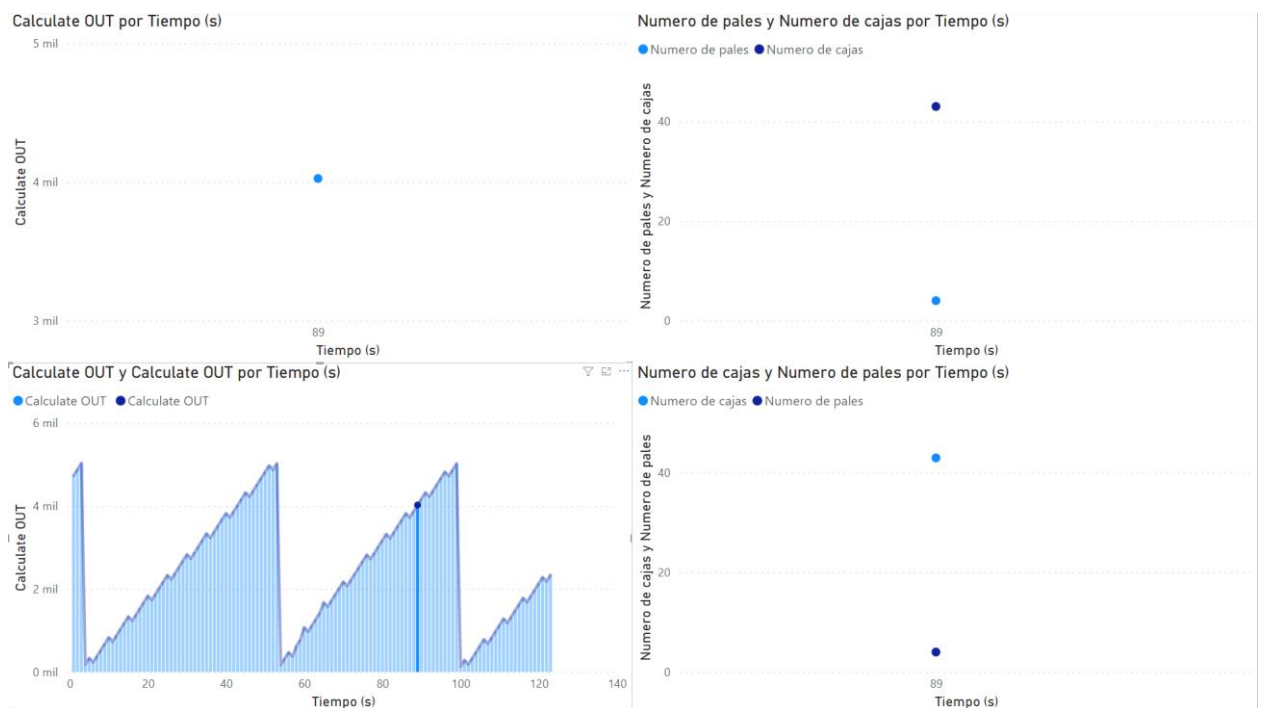 Calculate OUT por Tiempo (s)
5 mil
4 mil
3 mil
Calculate OUT
89
Tiempo (s)
Numero de pales y Numero de cajas por Tiempo (s)
Numero de pales Numero de cajas
40
20
0
Numero de pales y Numero de cajas
89
Tiempo (s)
Calculate OUT y Calculate OUT por Tiempo (s)
Calculate OUT Calculate OUT
6 mil
4 mil
2 mil
0 mil
Calculate OUT
0 20 40 60 80 100 120 140
Tiempo (s)
Numero de cajas y Numero de pales por Tiempo (s)
Numero de cajas Numero de pales
40
20
0
Numero de cajas y Numero de pales
89
Tiempo (s)